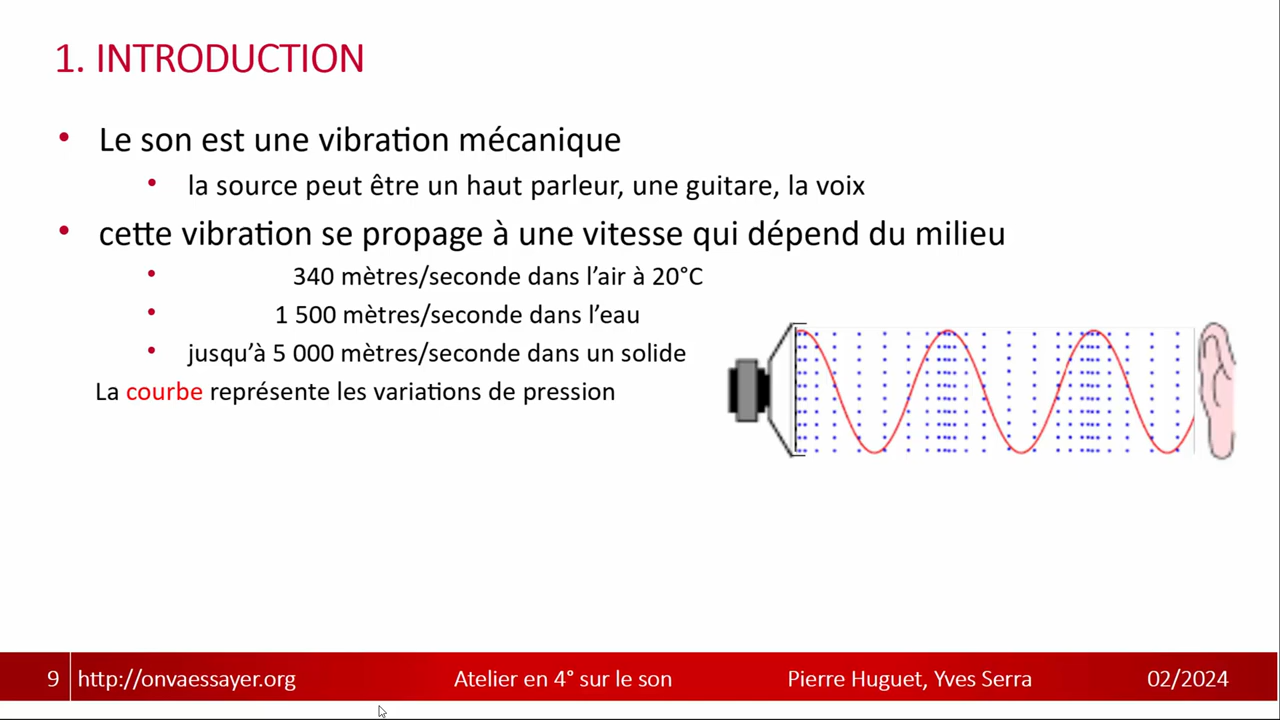 1. INTRODUCTION
• Le son est une vibration mécanique
• la source peut être un haut parleur, une guitare, la voix
• cette vibration se propage à une vitesse qui dépend du milieu
• 340 mètres/seconde dans l’air à 20°C
• 1 500 mètres/seconde dans l’eau
• jusqu’à 5 000 mètres/seconde dans un solide
La courbe représente les variations de pression
9 http://onvaessayer.org Atelier en 4° sur le son Pierre Huguet, Yves Serra 02/2024